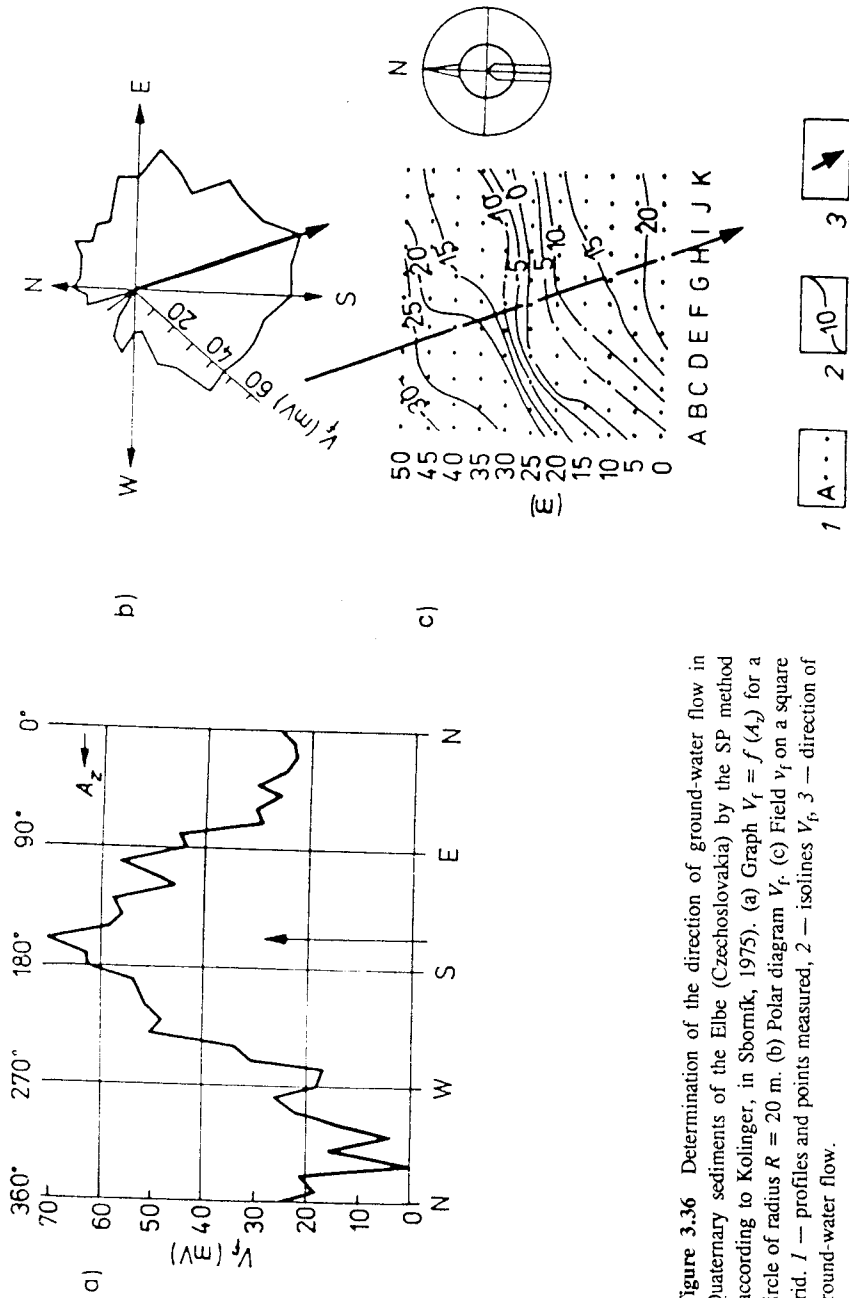 a)
360° 270° 180° 90° 0°
A_z
70
60
50
40
30
20
10
0
V_f (mV)
N W S E N
b)
N
E
S
W
20 40 60
V_f (mV)
c)
N
50
45
40
35
30
25
20
15
10
5
0
(m)
A B C D E F G H I J K
30 25 20 15 10 5 0 5 10 15 20
1 A · · ·
2 10
3
Figure 3.36 Determination of the direction of ground-water flow in
Quaternary sediments of the Elbe (Czechoslovakia) by the SP method
(according to Kolinger, in Sborník, 1975). (a) Graph V_f = f (A_z) for a
circle of radius R = 20 m. (b) Polar diagram V_f. (c) Field v_f on a square
grid. 1 — profiles and points measured, 2 — isolines V_f, 3 — direction of
ground-water flow.